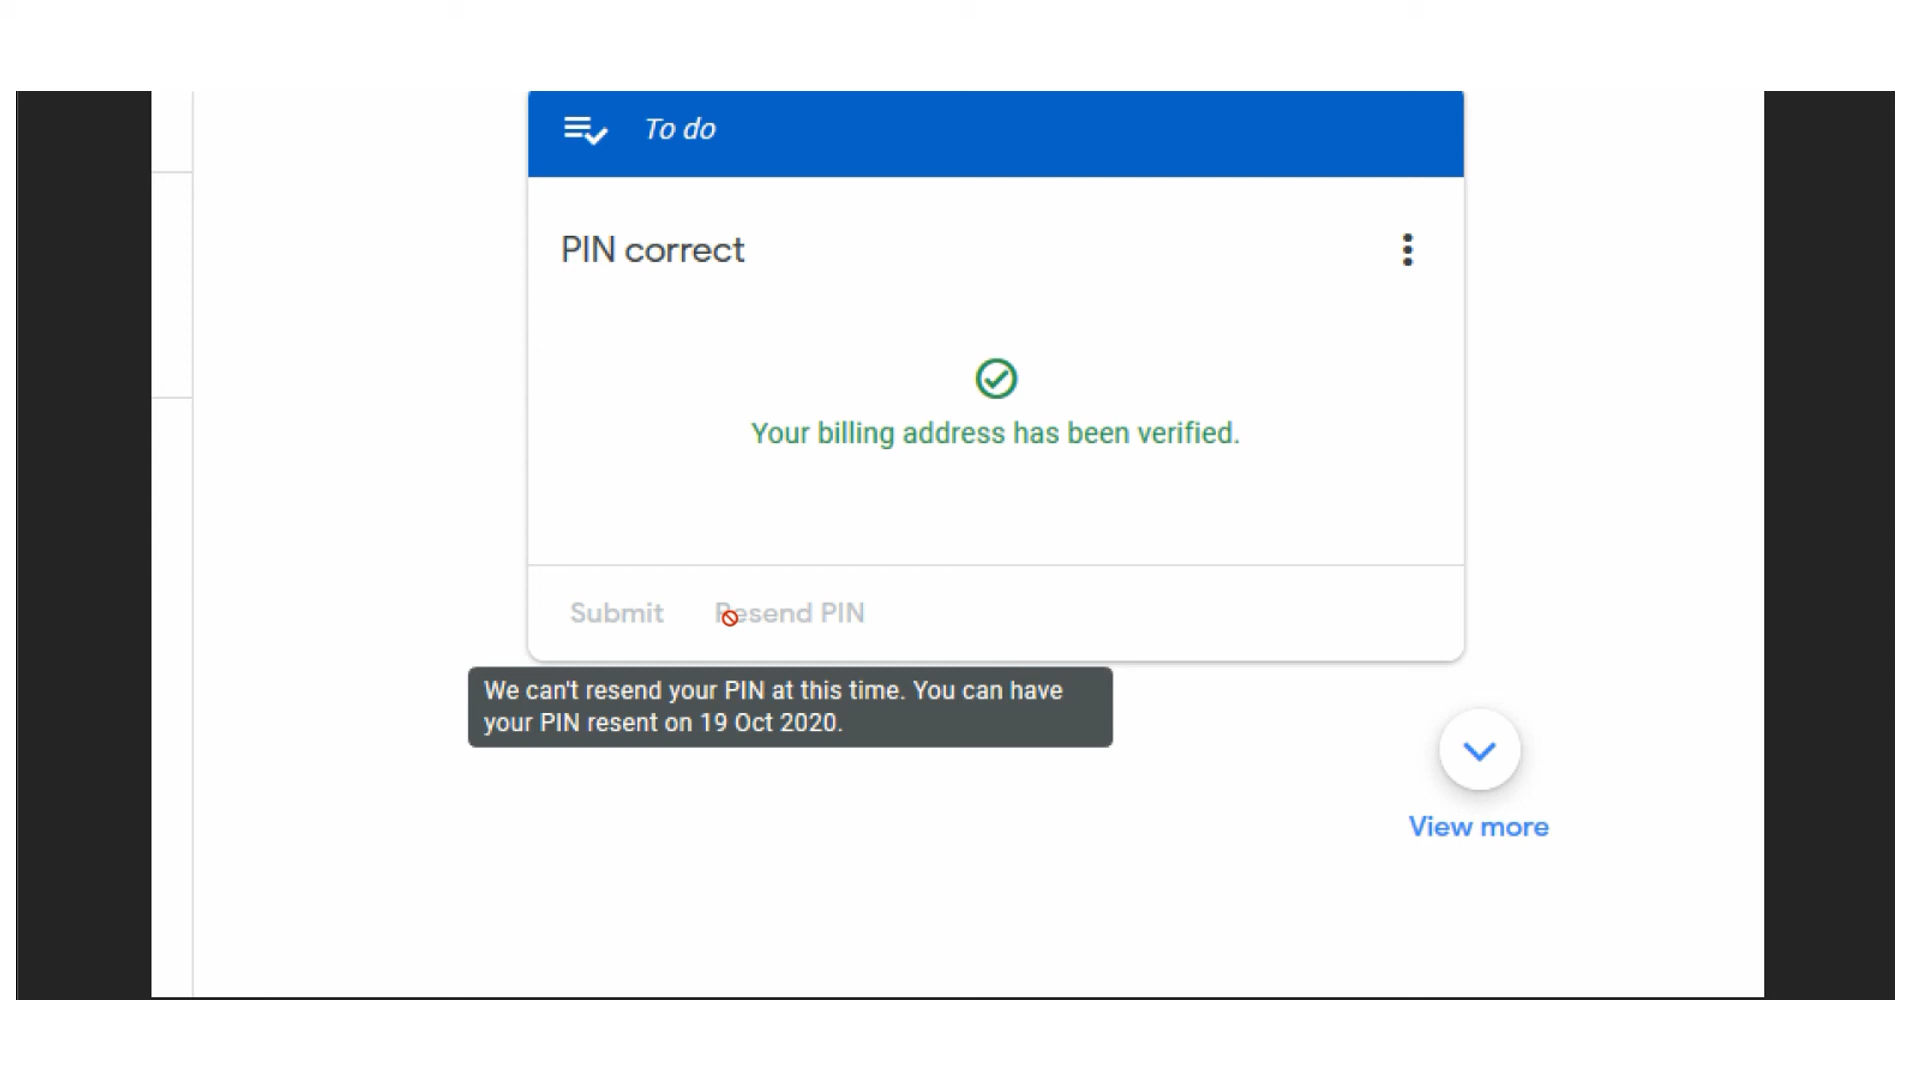 To do
PIN correct
Your billing address has been verified.
Submit Resend PIN
We can't resend your PIN at this time. You can have
your PIN resent on 19 Oct 2020.
View more